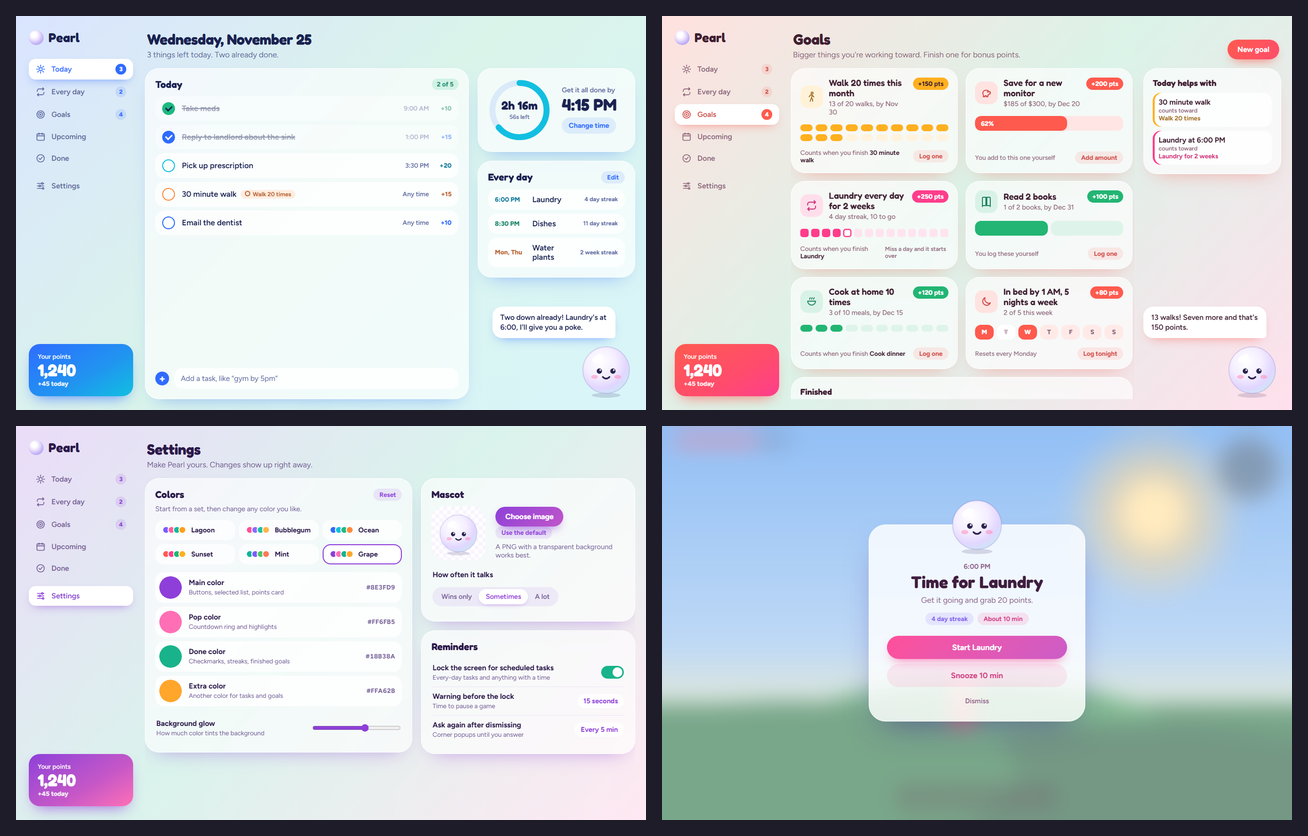 Pearl
Today 3
Every day 2
Goals 4
Upcoming
Done
Settings
Your points
1,240
+45 today
Wednesday, November 25
3 things left today. Two already done.
Today
2 of 5
Take meds 9:00 AM +10
Reply to landlord about the sink 1:00 PM +15
Pick up prescription 3:30 PM +20
30 minute walk Walk 20 times Any time +15
Email the dentist Any time +10
+ Add a task, like "gym by 5pm"
2h 16m
56s left
Get it all done by
4:15 PM
Change time
Every day Edit
6:00 PM Laundry 4 day streak
8:30 PM Dishes 11 day streak
Mon, Thu Water
plants 2 week streak
Two down already! Laundry's at
6:00, I'll give you a poke.
Pearl
Today 3
Every day 2
Goals 4
Upcoming
Done
Settings
Your points
1,240
+45 today
Goals
Bigger things you're working toward. Finish one for bonus points.
New goal
Walk 20 times this
month
+150 pts
13 of 20 walks, by Nov
30
Counts when you finish 30 minute
walk
Log one
Save for a new
monitor
+200 pts
$185 of $300, by Dec 20
62%
You add to this one yourself
Add amount
Laundry every day
for 2 weeks
+250 pts
4 day streak, 10 to go
Counts when you finish
Laundry
Miss a day and it starts
over
Read 2 books
+100 pts
1 of 2 books, by Dec 31
You log these yourself
Log one
Cook at home 10
times
+120 pts
3 of 10 meals, by Dec 15
Counts when you finish Cook dinner
Log one
In bed by 1 AM, 5
nights a week
+80 pts
2 of 5 this week
M T W T F S S
Resets every Monday
Log tonight
Finished
Today helps with
30 minute walk
counts toward
Walk 20 times
Laundry at 6:00 PM
counts toward
Laundry for 2 weeks
13 walks! Seven more and that's
150 points.
Pearl
Today 3
Every day 2
Goals 4
Upcoming
Done
Settings
Your points
1,240
+45 today
Settings
Make Pearl yours. Changes show up right away.
Colors
Reset
Start from a set, then change any color you like.
Lagoon
Bubblegum
Ocean
Sunset
Mint
Grape
Main color
Buttons, selected list, points card
#8E3FD9
Pop color
Countdown ring and highlights
#FF6FB5
Done color
Checkmarks, streaks, finished goals
#18B38A
Extra color
Another color for tasks and goals
#FFA62B
Background glow
How much color tints the background
Mascot
Choose image
Use the default
A PNG with a transparent background
works best.
How often it talks
Wins only
Sometimes
A lot
Reminders
Lock the screen for scheduled tasks
Every-day tasks and anything with a time
Warning before the lock
Time to pause a game
15 seconds
Ask again after dismissing
Corner popups until you answer
Every 5 min
6:00 PM
Time for Laundry
Get it going and grab 20 points.
4 day streak
About 10 min
Start Laundry
Snooze 10 min
Dismiss